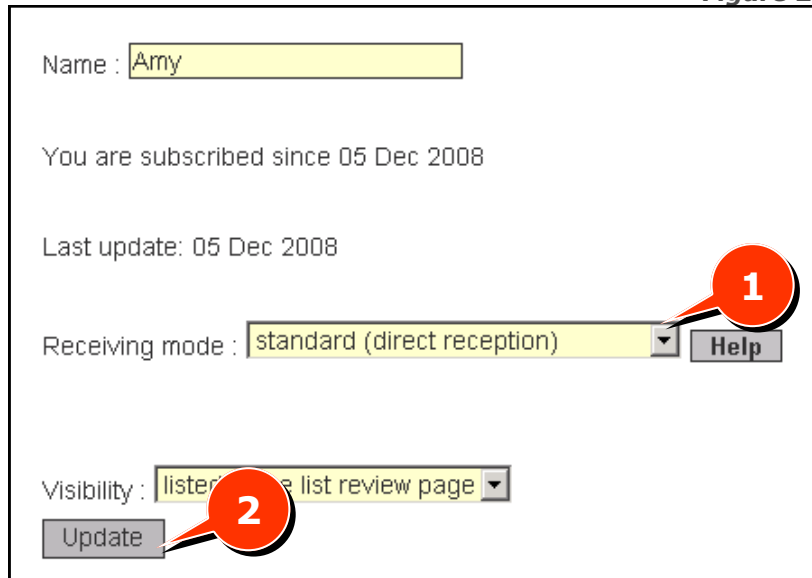 Name : Amy
You are subscribed since 05 Dec 2008
Last update: 05 Dec 2008
1
Receiving mode : standard (direct reception) Help
Visibility : listed list review page
2
Update